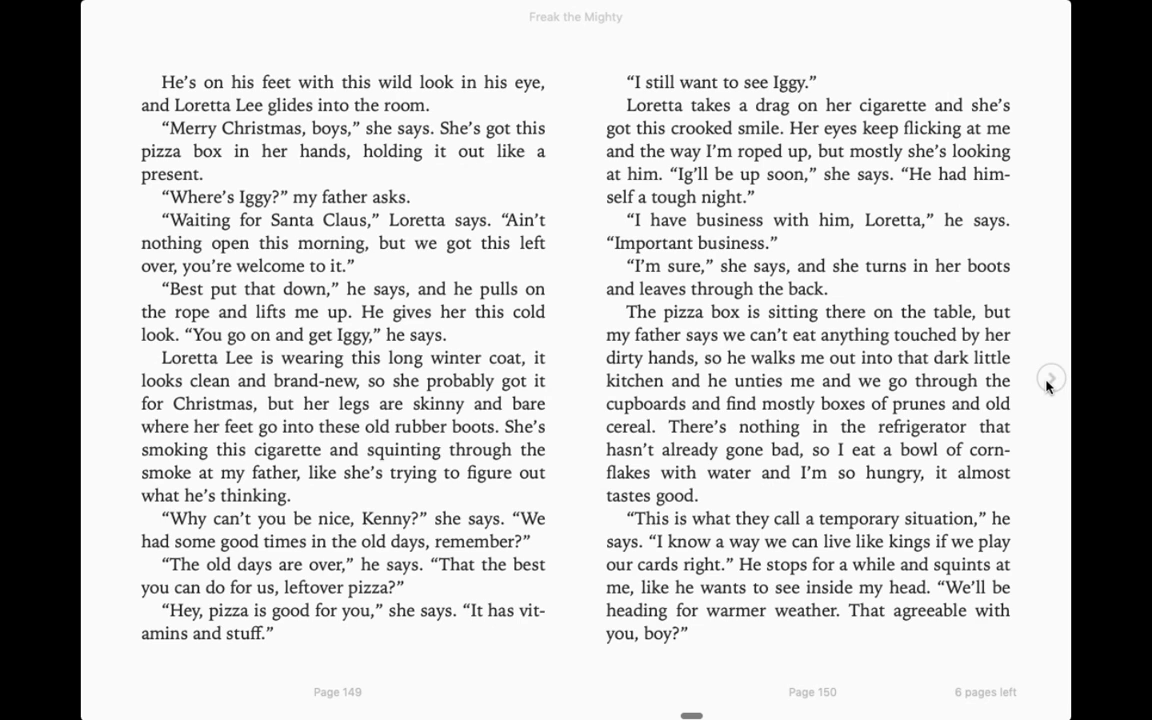 Freak the Mighty
He’s on his feet with this wild look in his eye,
and Loretta Lee glides into the room.
“Merry Christmas, boys,” she says. She’s got this
pizza box in her hands, holding it out like a
present.
“Where’s Iggy?” my father asks.
“Waiting for Santa Claus,” Loretta says. “Ain’t
nothing open this morning, but we got this left
over, you’re welcome to it.”
“Best put that down,” he says, and he pulls on
the rope and lifts me up. He gives her this cold
look. “You go on and get Iggy,” he says.
Loretta Lee is wearing this long winter coat, it
looks clean and brand-new, so she probably got it
for Christmas, but her legs are skinny and bare
where her feet go into these old rubber boots. She’s
smoking this cigarette and squinting through the
smoke at my father, like she’s trying to figure out
what he’s thinking.
“Why can’t you be nice, Kenny?” she says. “We
had some good times in the old days, remember?”
“The old days are over,” he says. “That the best
you can do for us, leftover pizza?”
“Hey, pizza is good for you,” she says. “It has vit-
amins and stuff.”
Page 149
“I still want to see Iggy.”
Loretta takes a drag on her cigarette and she’s
got this crooked smile. Her eyes keep flicking at me
and the way I’m roped up, but mostly she’s looking
at him. “Ig’ll be up soon,” she says. “He had him-
self a tough night.”
“I have business with him, Loretta,” he says.
“Important business.”
“I’m sure,” she says, and she turns in her boots
and leaves through the back.
The pizza box is sitting there on the table, but
my father says we can’t eat anything touched by her
dirty hands, so he walks me out into that dark little
kitchen and he unties me and we go through the
cupboards and find mostly boxes of prunes and old
cereal. There’s nothing in the refrigerator that
hasn’t already gone bad, so I eat a bowl of corn-
flakes with water and I’m so hungry, it almost
tastes good.
“This is what they call a temporary situation,” he
says. “I know a way we can live like kings if we play
our cards right.” He stops for a while and squints at
me, like he wants to see inside my head. “We’ll be
heading for warmer weather. That agreeable with
you, boy?”
Page 150
6 pages left